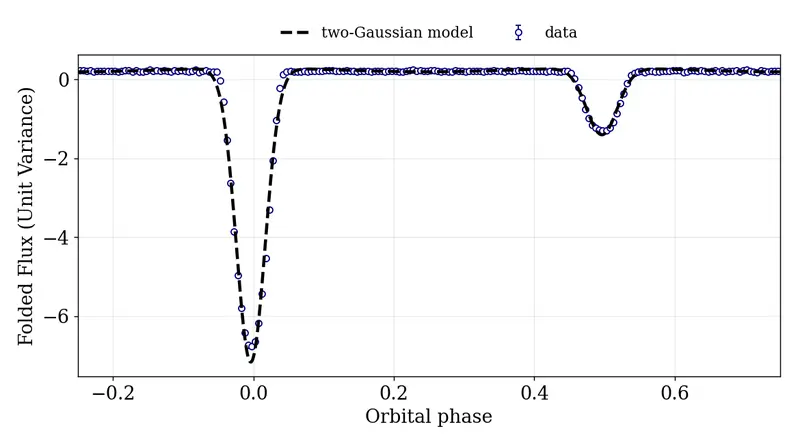 two-Gaussian model data
0
−2
−4
−6
Folded Flux (Unit Variance)
−0.2 0.0 0.2 0.4 0.6
Orbital phase